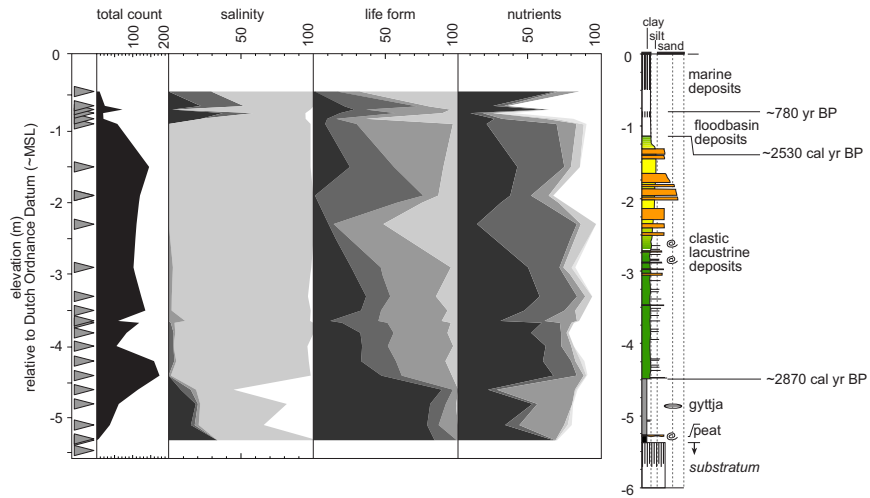 total count salinity life form nutrients
100 200 50 100 50 100 50 100
elevation (m)
relative to Dutch Ordnance Datum (~MSL)
0
-1
-2
-3
-4
-5
clay
silt
sand
0
-1
-2
-3
-4
-5
-6
marine
deposits
~780 yr BP
floodbasin
deposits
~2530 cal yr BP
clastic
lacustrine
deposits
~2870 cal yr BP
gyttja
peat
substratum